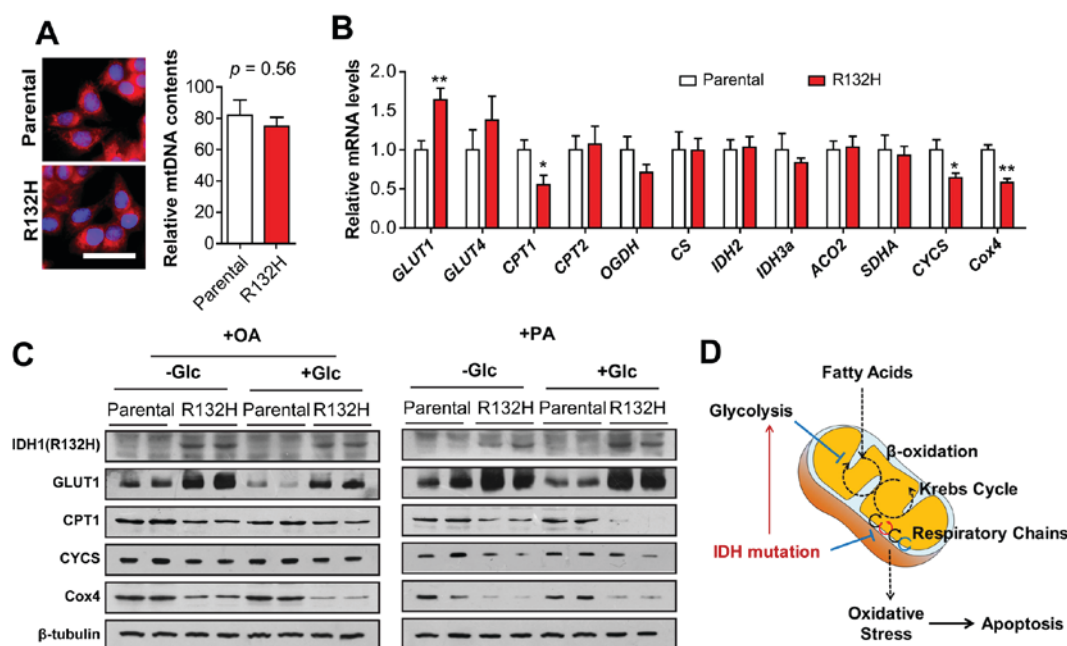 A
Parental
R132H
Relative mtDNA contents
p = 0.56
100
80
60
40
20
0
Parental
R132H
B
Relative mRNA levels
2.0
1.5
1.0
0.5
0.0
Parental
R132H
**
*
*
**
GLUT1
GLUT4
CPT1
CPT2
OGDH
CS
IDH2
IDH3a
ACO2
SDHA
CYCS
Cox4
C
+OA
-Glc +Glc
Parental R132H Parental R132H
+PA
-Glc +Glc
Parental R132H Parental R132H
IDH1(R132H)
GLUT1
CPT1
CYCS
Cox4
β-tubulin
D
Fatty Acids
Glycolysis
β-oxidation
Krebs Cycle
Respiratory Chains
IDH mutation
Oxidative
Stress
Apoptosis